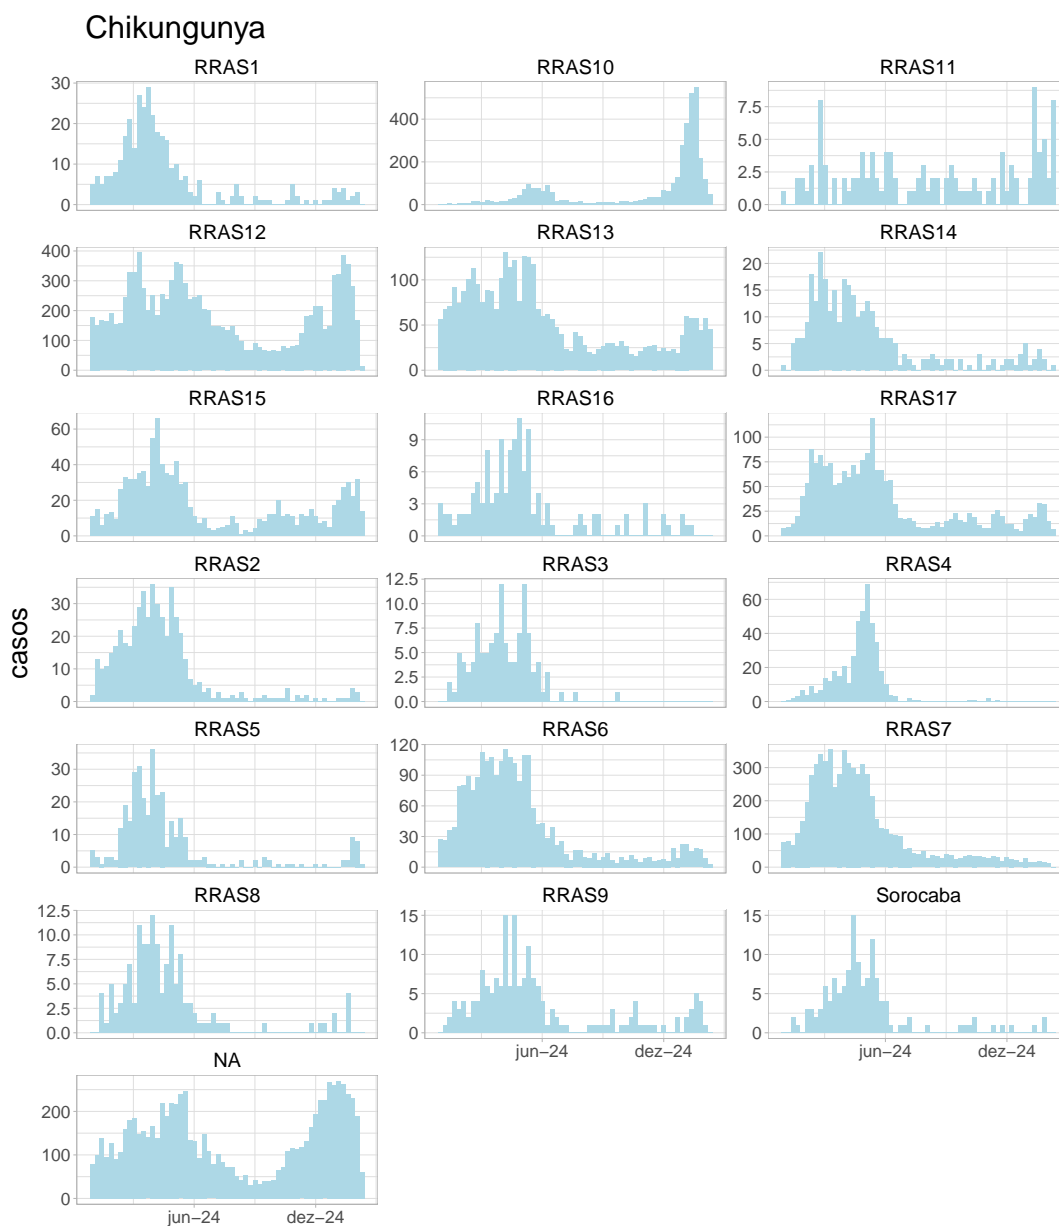 Chikungunya
RRAS1 RRAS10 RRAS11
30 20 10 0
400 200 0
7.5 5.0 2.5 0.0
RRAS12 RRAS13 RRAS14
400 300 200 100 0
100 50 0
20 15 10 5 0
RRAS15 RRAS16 RRAS17
60 40 20 0
9 6 3 0
100 75 50 25 0
RRAS2 RRAS3 RRAS4
30 20 10 0
12.5 10.0 7.5 5.0 2.5 0.0
60 40 20 0
casos
RRAS5 RRAS6 RRAS7
30 20 10 0
120 90 60 30 0
300 200 100 0
RRAS8 RRAS9 Sorocaba
12.5 10.0 7.5 5.0 2.5 0.0
15 10 5 0
15 10 5 0
jun−24 dez−24 jun−24 dez−24
NA
200 100 0
jun−24 dez−24